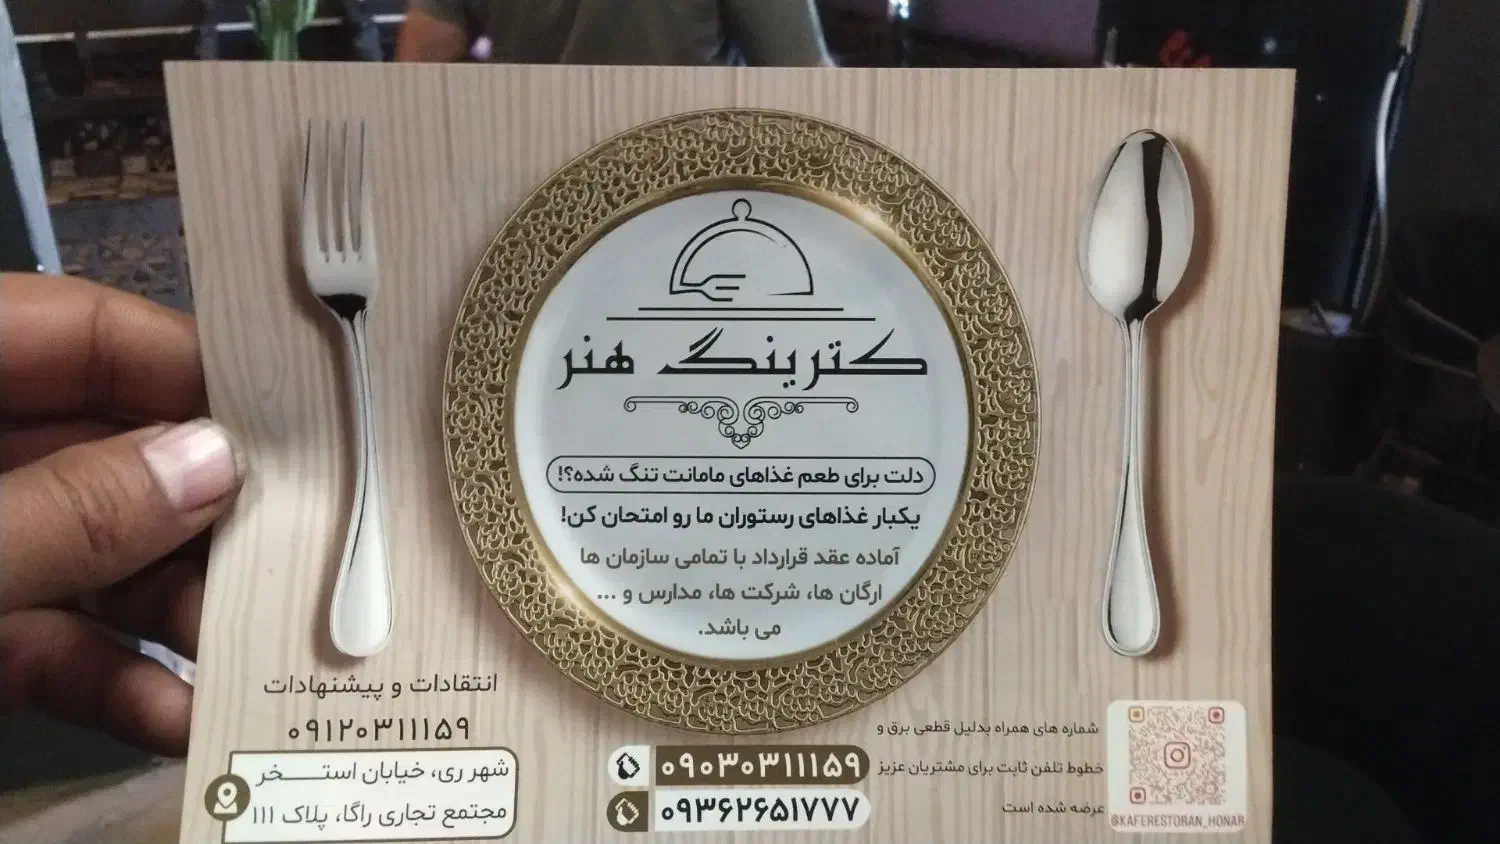 کترینگ هنر
دلت برای طعم غذاهای مامانت تنگ شده؟!
یکبار غذاهای رستوران ما رو امتحان کن!
آماده عقد قرارداد با تمامی سازمان ها
ارگان ها، شرکت ها، مدارس و ...
می باشد.
انتقادات و پیشنهادات
۰۹۱۲۰۳۱۱۱۵۹
شهر ری، خیابان استخر
مجتمع تجاری راگا، پلاک ۱۱۱
شماره های همراه بدلیل قطعی برق و
خطوط تلفن ثابت برای مشتریان عزیز
عرضه شده است
۰۹۰۳۰۳۱۱۱۵۹
۰۹۳۶۲۶۵۱۷۷۷
@KAFERESTORAN_HONAR